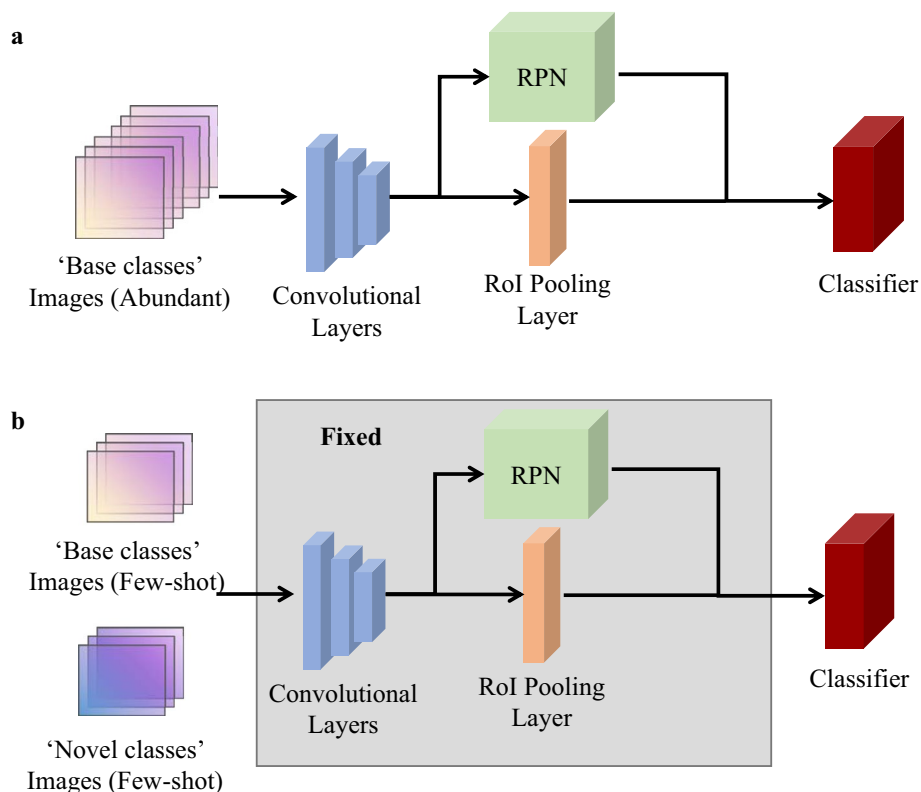 a
RPN
‘Base classes’
Images (Abundant)
Convolutional
Layers
RoI Pooling
Layer
Classifier
b
Fixed
RPN
‘Base classes’
Images (Few-shot)
Convolutional
Layers
RoI Pooling
Layer
Classifier
‘Novel classes’
Images (Few-shot)